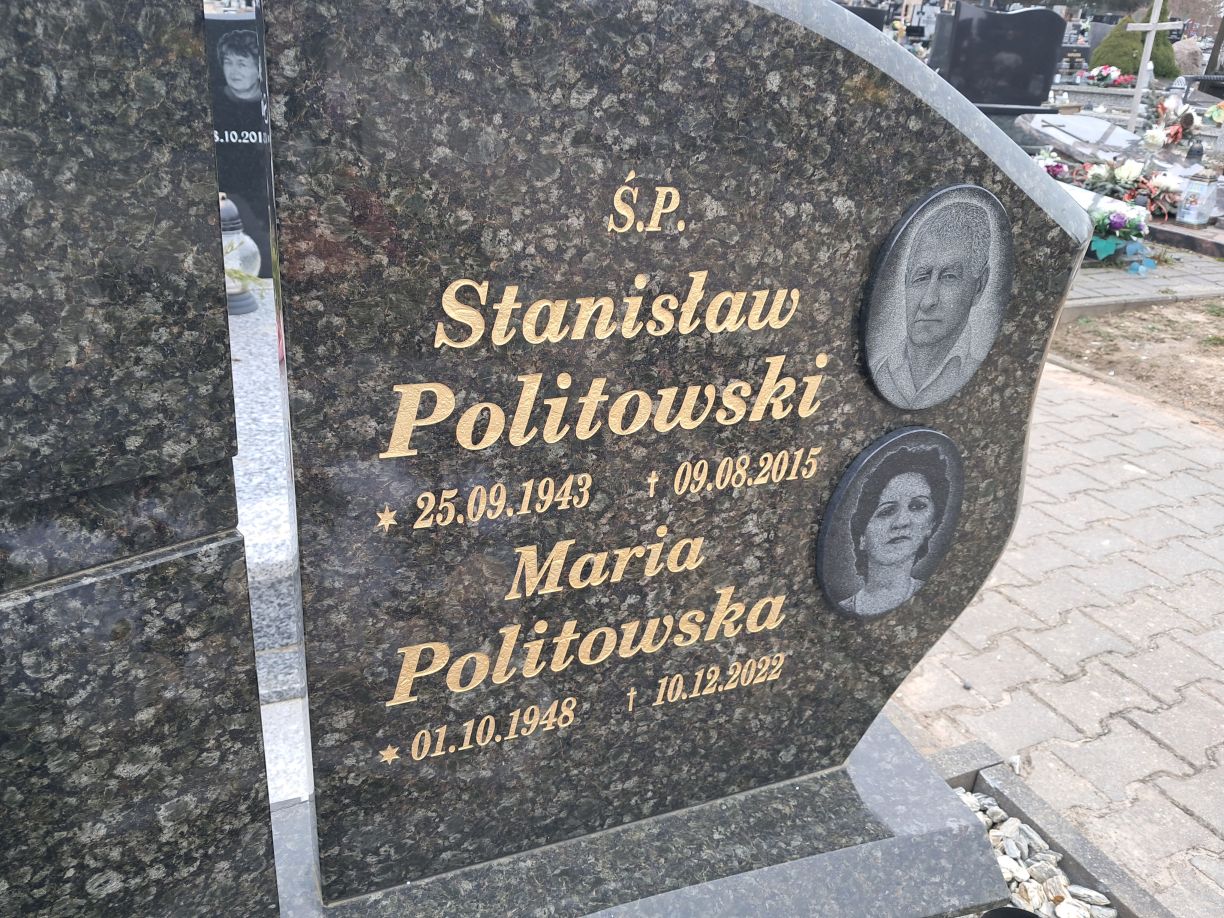 Ś.P.
Stanisław
Politowski
* 25.09.1943 † 09.08.2015
Maria
Politowska
* 01.10.1948 † 10.12.2022